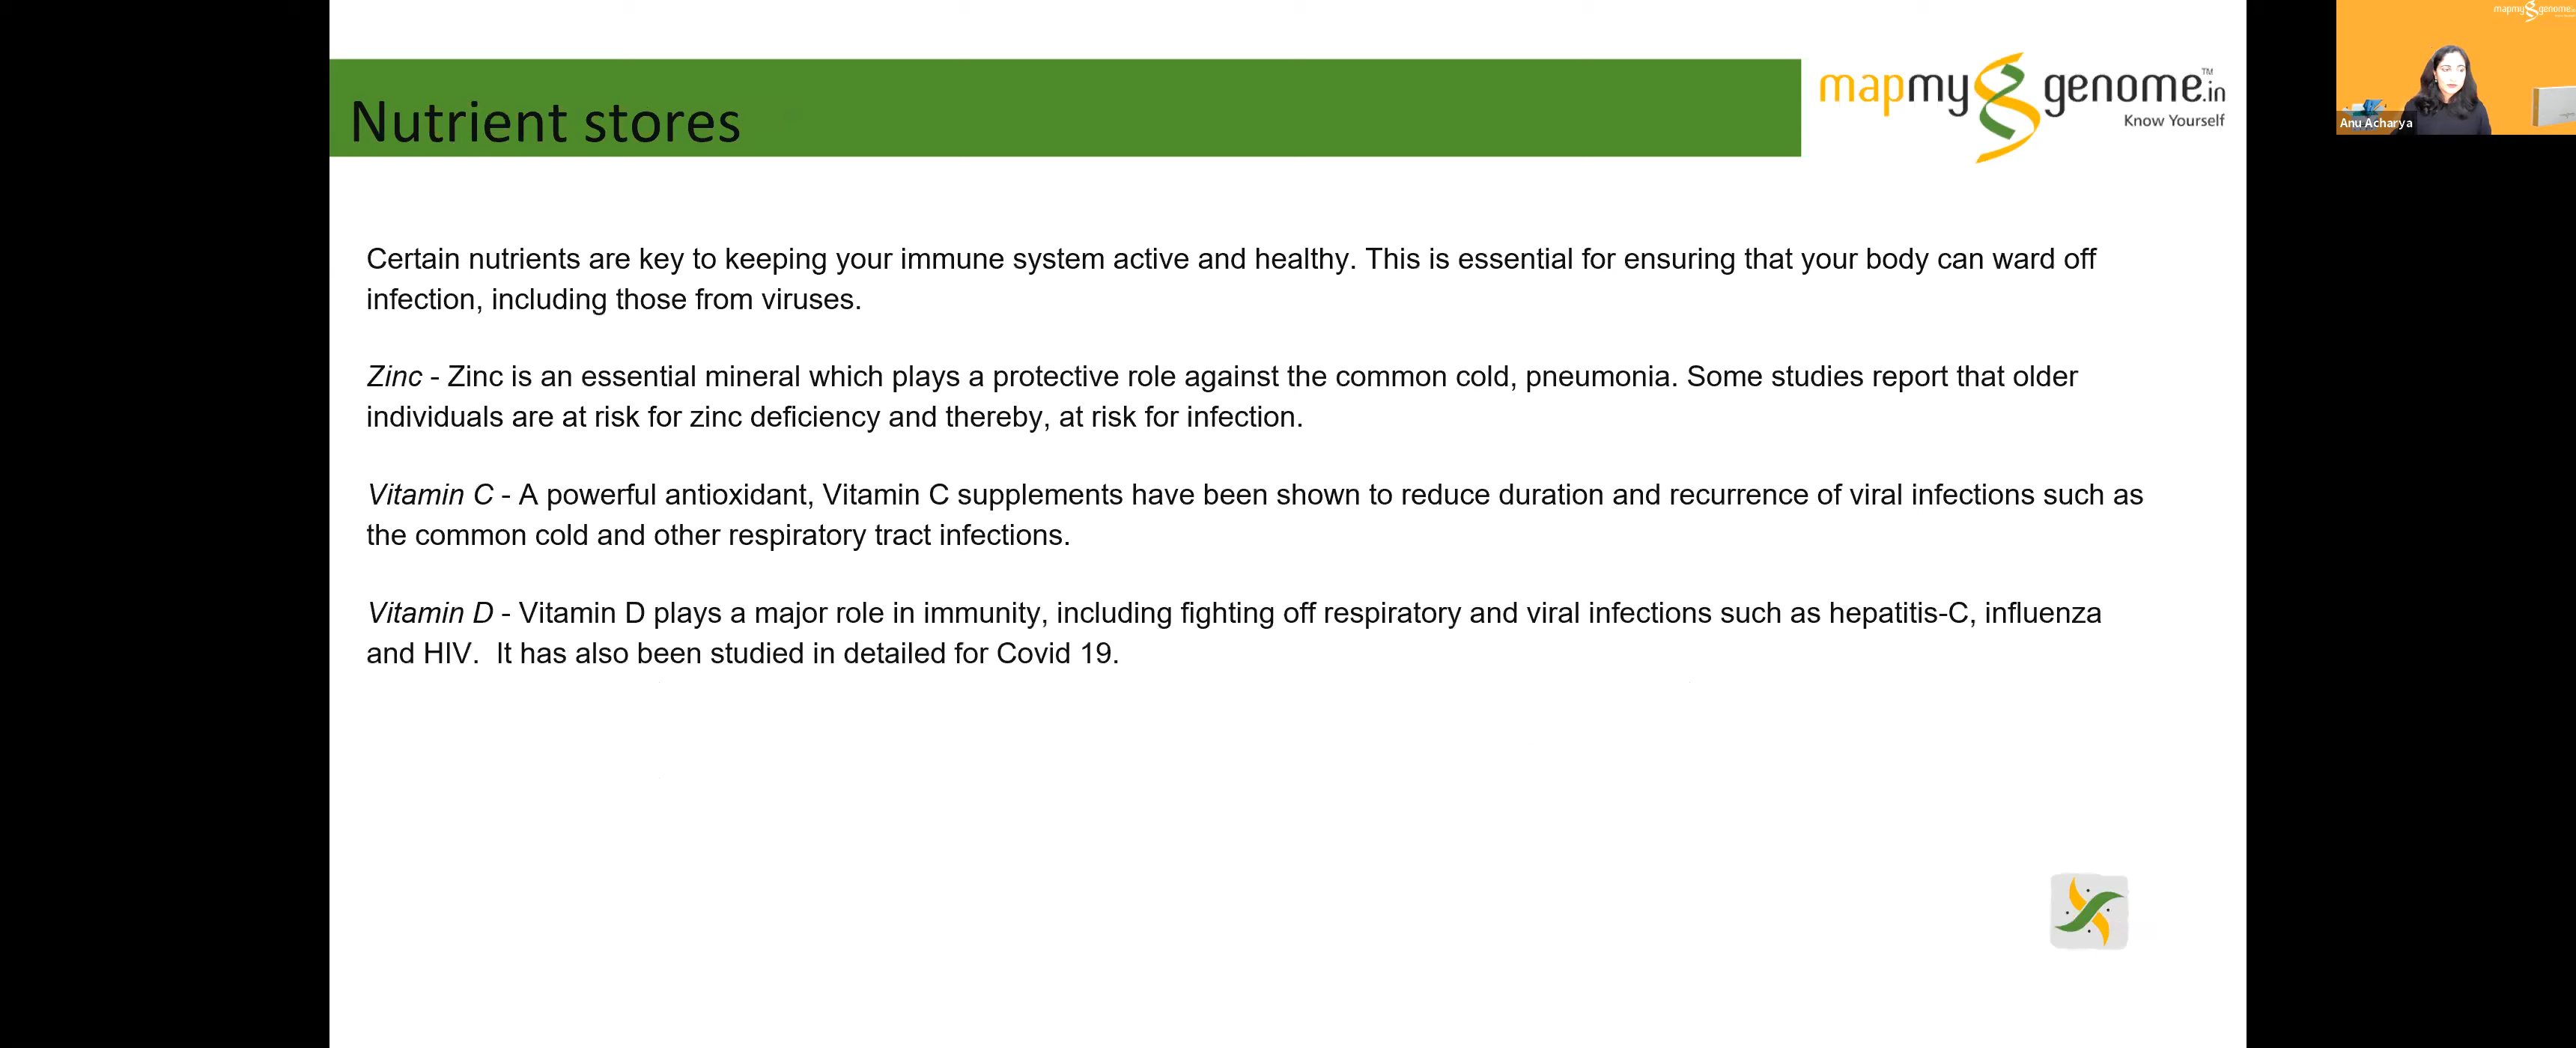 Nutrient stores
mapmy genome.in™
Know Yourself
mapmy genome.in
Anu Acharya
Certain nutrients are key to keeping your immune system active and healthy. This is essential for ensuring that your body can ward off
infection, including those from viruses.
Zinc - Zinc is an essential mineral which plays a protective role against the common cold, pneumonia. Some studies report that older
individuals are at risk for zinc deficiency and thereby, at risk for infection.
Vitamin C - A powerful antioxidant, Vitamin C supplements have been shown to reduce duration and recurrence of viral infections such as
the common cold and other respiratory tract infections.
Vitamin D - Vitamin D plays a major role in immunity, including fighting off respiratory and viral infections such as hepatitis-C, influenza
and HIV.  It has also been studied in detailed for Covid 19.